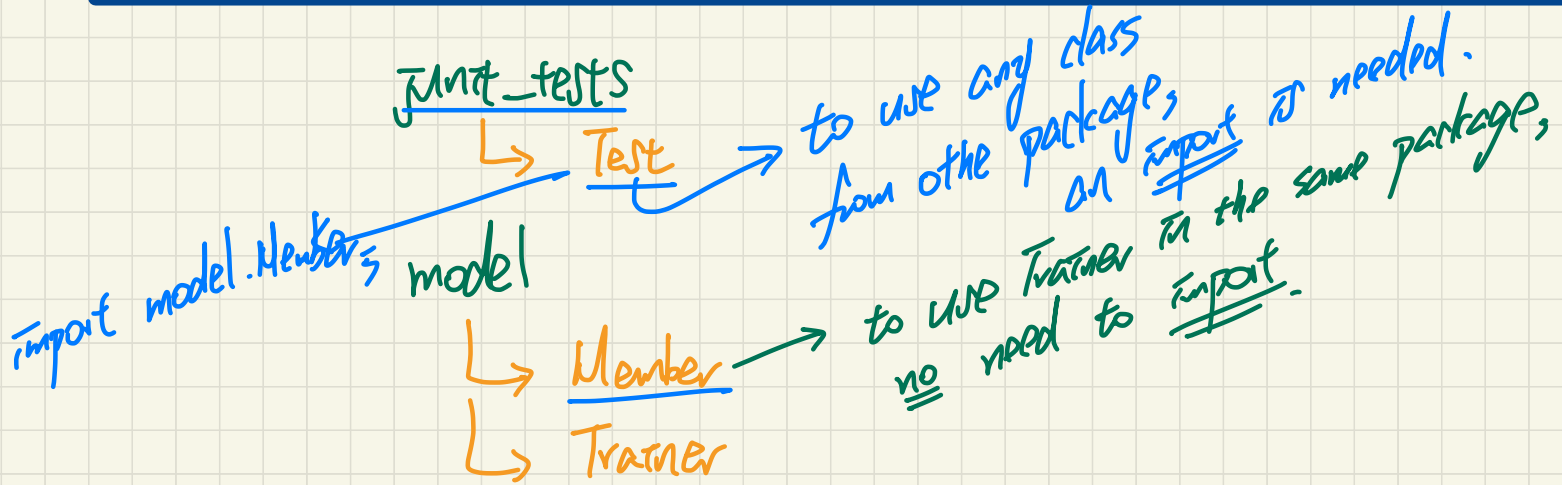 junit_tests
Test
to use any class
from othe package,
an import is needed.
import model.Member;
model
Member
Trainer
to use Trainer in the same package,
no need to import.